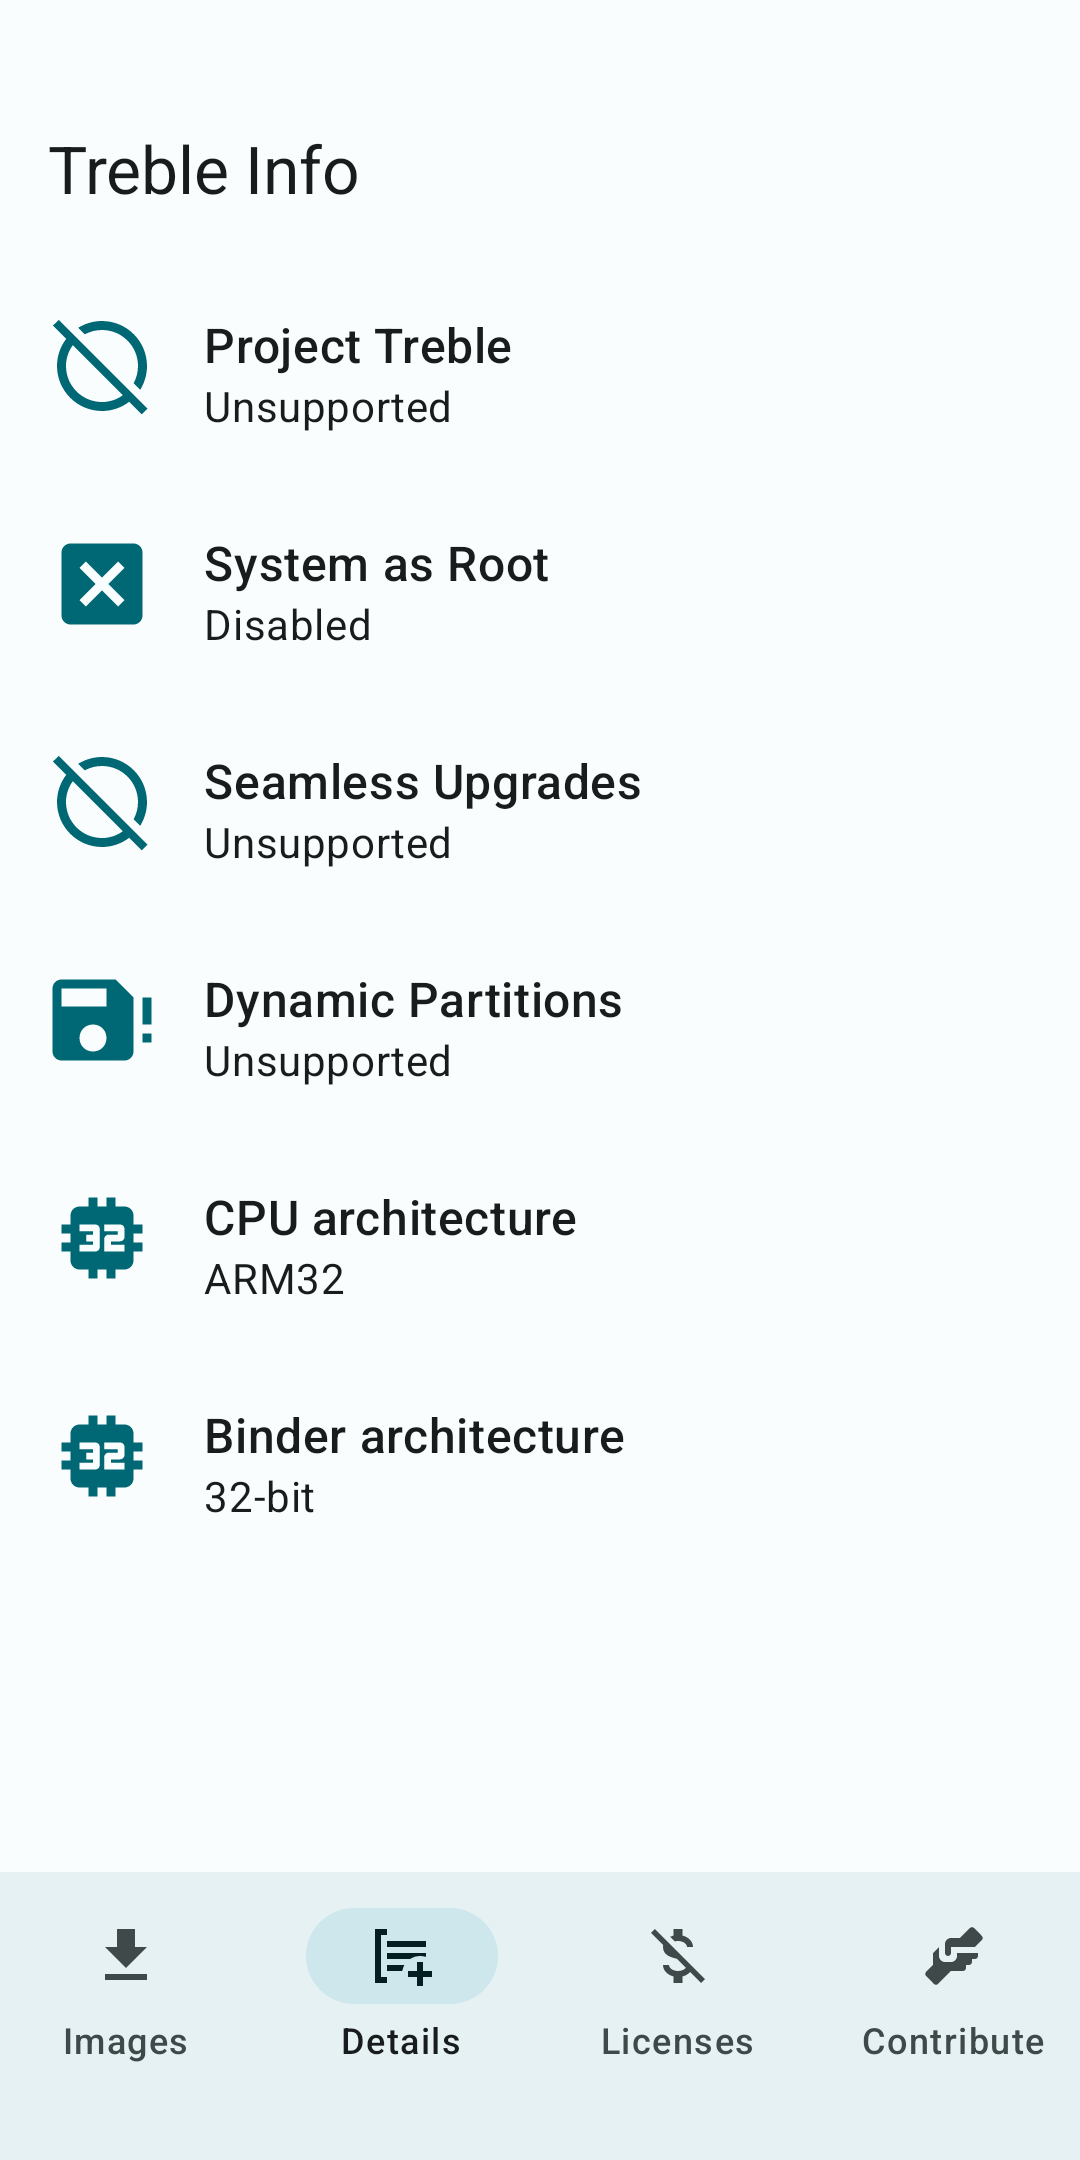 Treble Info
Project Treble
Unsupported
System as Root
Disabled
Seamless Upgrades
Unsupported
Dynamic Partitions
Unsupported
32
CPU architecture
ARM32
32
Binder architecture
32-bit
Images
Details
Licenses
Contribute